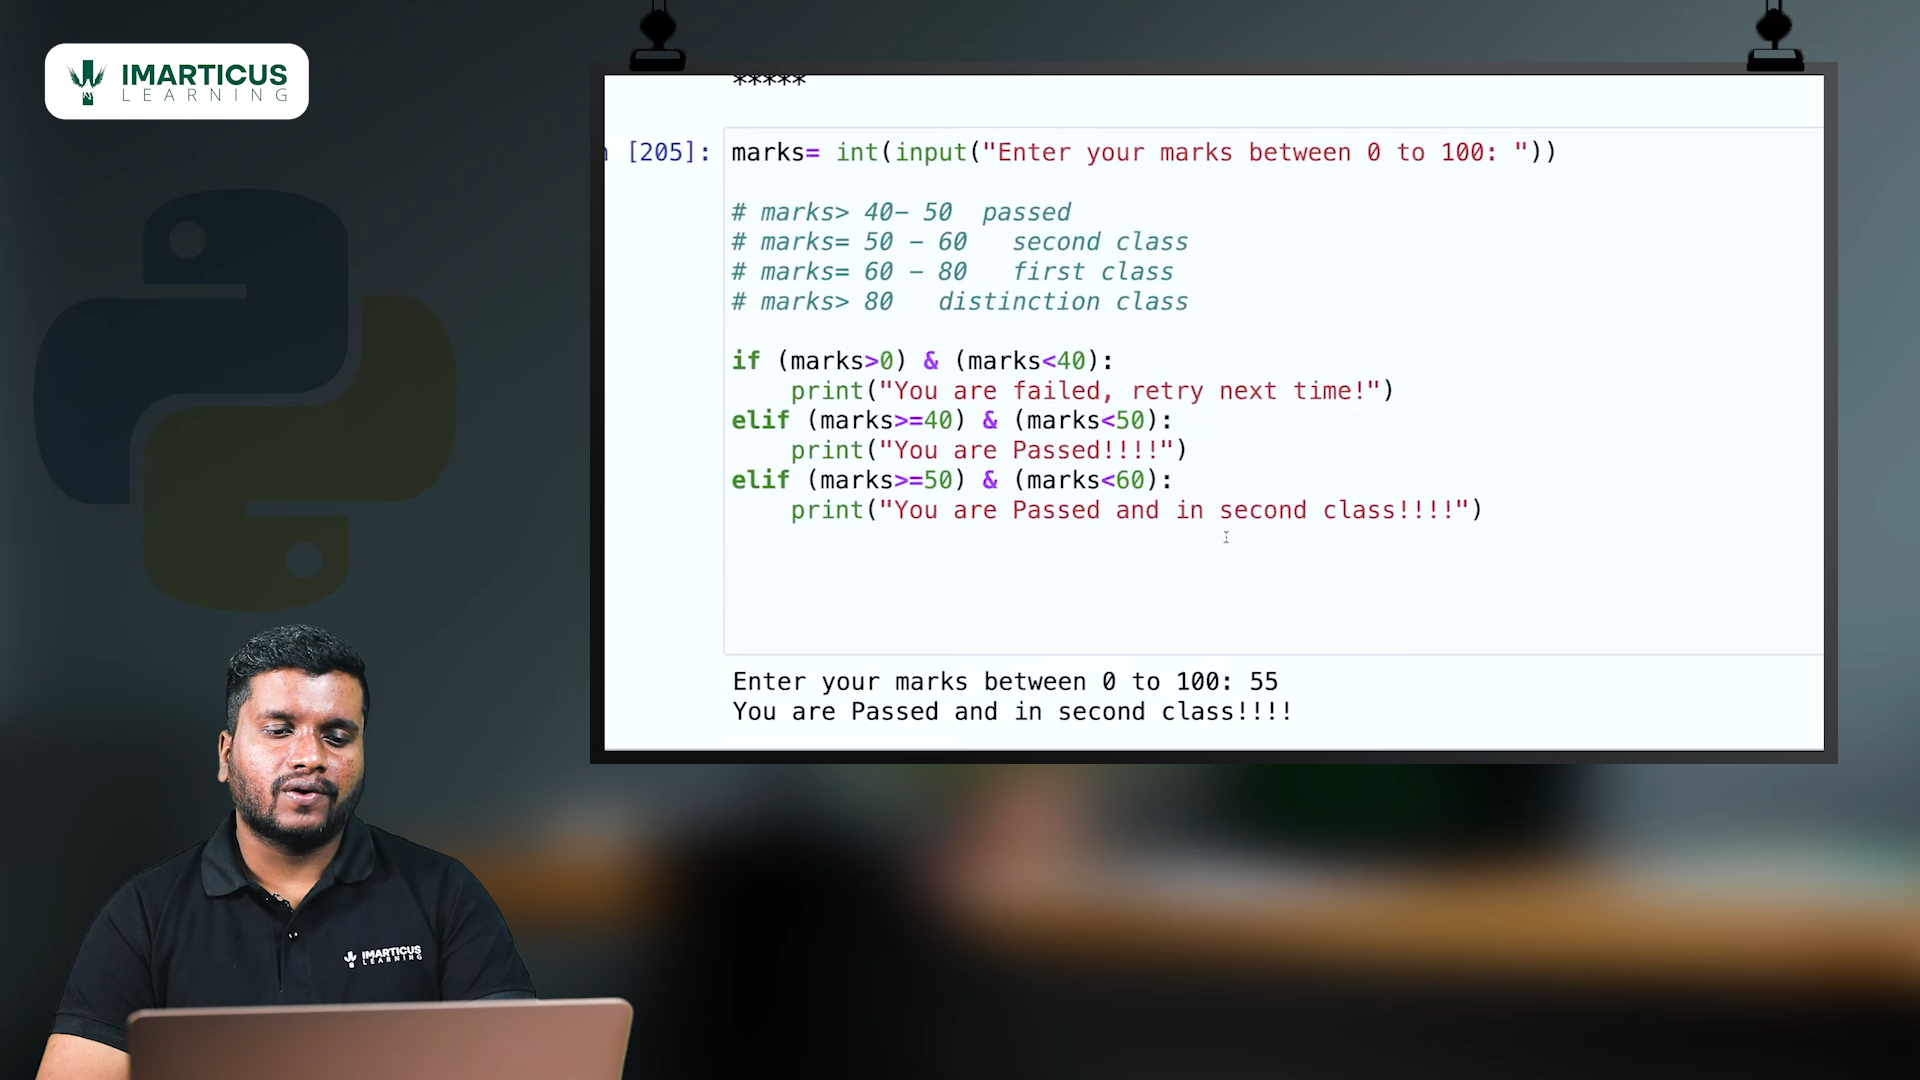 IMARTICUS
LEARNING
*****
[205]:
marks= int(input("Enter your marks between 0 to 100: "))
# marks> 40- 50  passed
# marks= 50 - 60   second class
# marks= 60 - 80   first class
# marks> 80   distinction class
if (marks>0) & (marks<40):
    print("You are failed, retry next time!")
elif (marks>=40) & (marks<50):
    print("You are Passed!!!!")
elif (marks>=50) & (marks<60):
    print("You are Passed and in second class!!!!")
Enter your marks between 0 to 100: 55
You are Passed and in second class!!!!
IMARTICUS
LEARNING